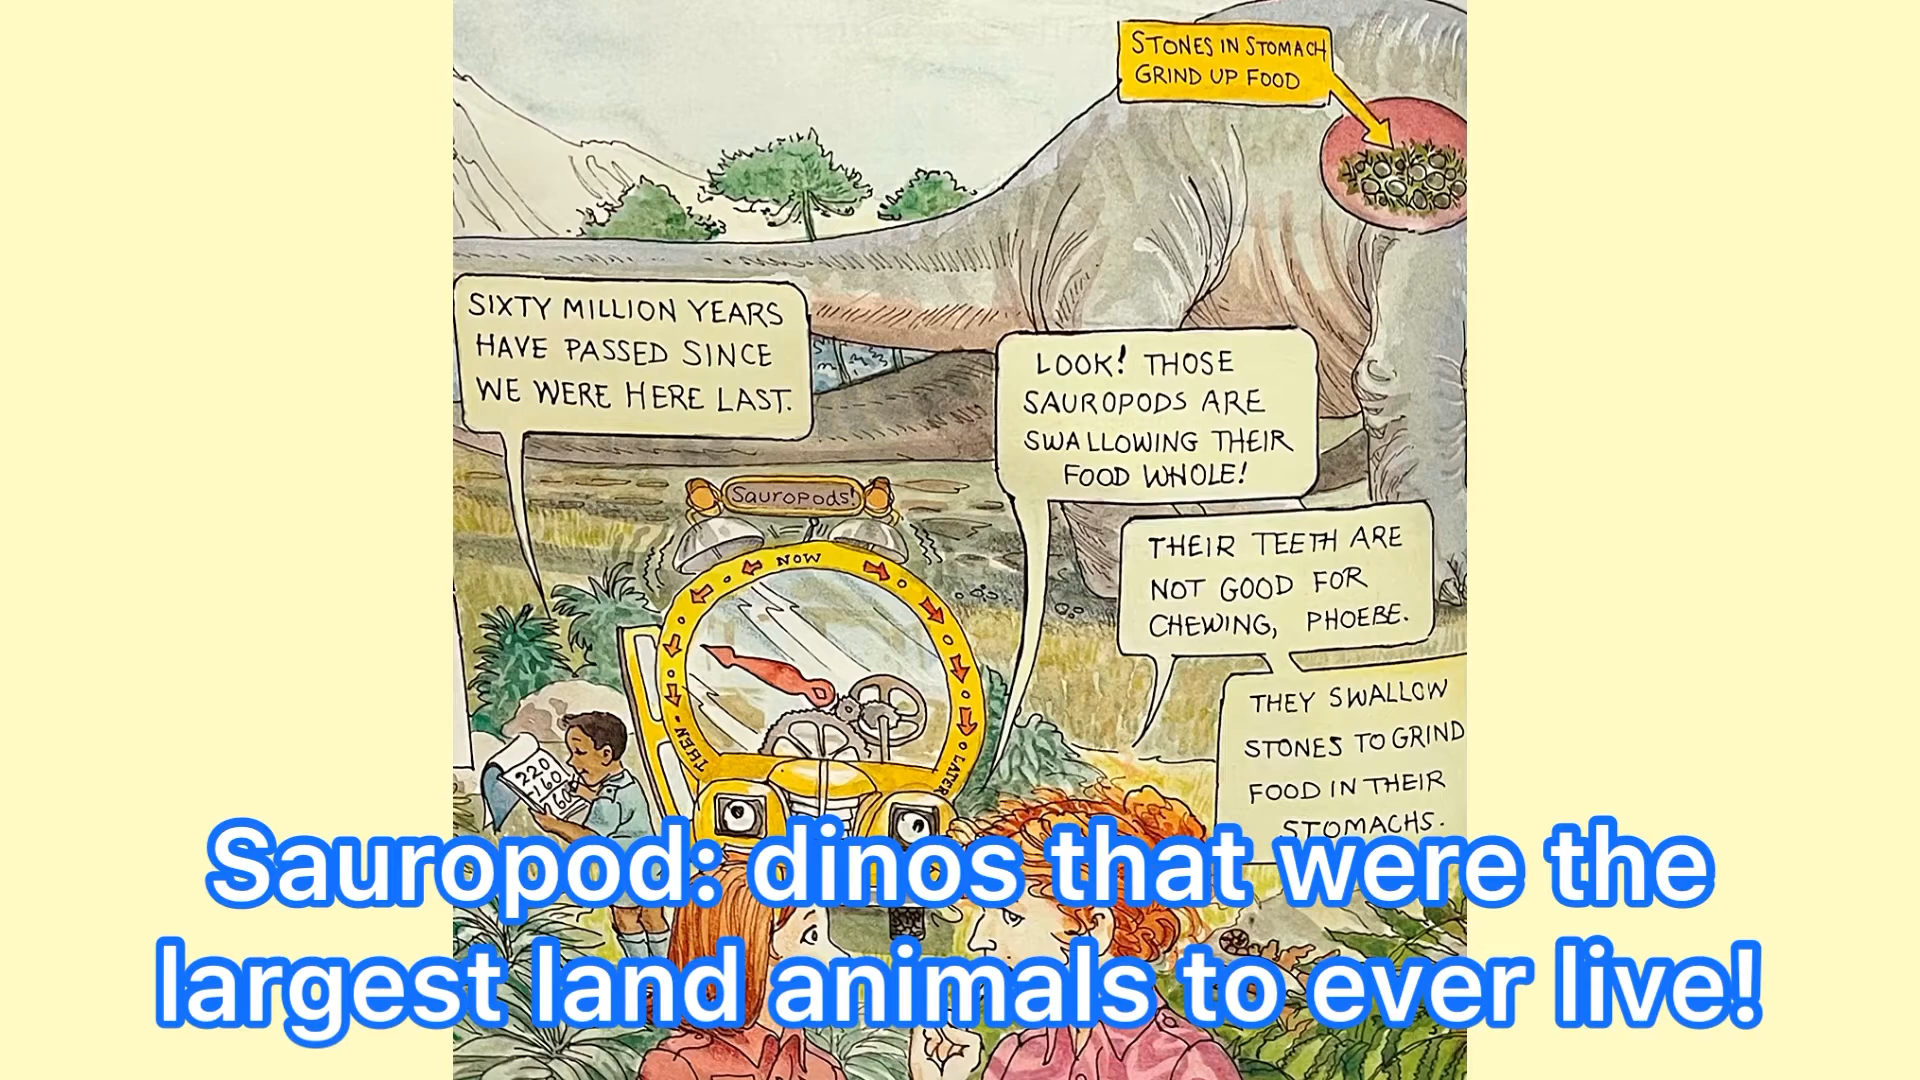 STONES IN STOMACH
GRIND UP FOOD
SIXTY MILLION YEARS
HAVE PASSED SINCE
WE WERE HERE LAST.
LOOK! THOSE
SAUROPODS ARE
SWALLOWING THEIR
FOOD WHOLE!
Sauropods!
NOW
THEN
LATER
THEIR TEETH ARE
NOT GOOD FOR
CHEWING, PHOEBE.
THEY SWALLOW
STONES TO GRIND
FOOD IN THEIR
STOMACHS.
220
-160
60
Sauropod: dinos that were the
largest land animals to ever live!